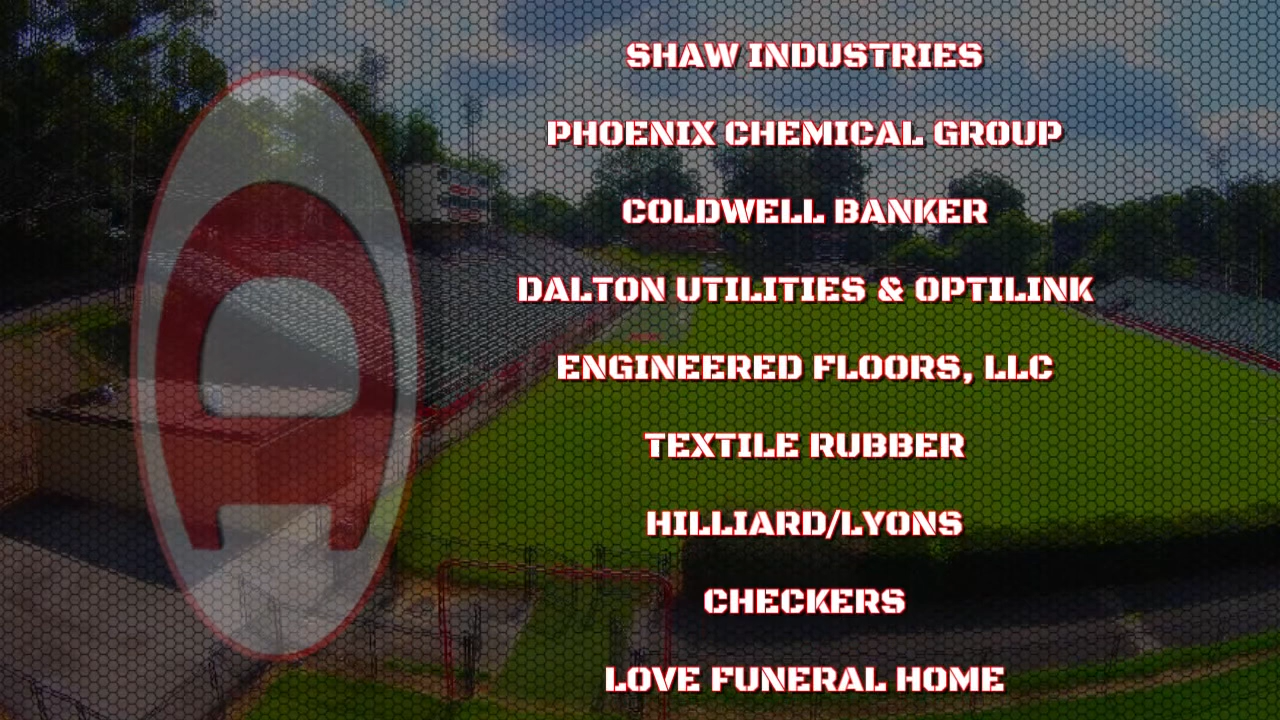 SHAW INDUSTRIES
PHOENIX CHEMICAL GROUP
COLDWELL BANKER
DALTON UTILITIES & OPTILINK
ENGINEERED FLOORS, LLC
TEXTILE RUBBER
HILLIARD/LYONS
CHECKERS
LOVE FUNERAL HOME
D